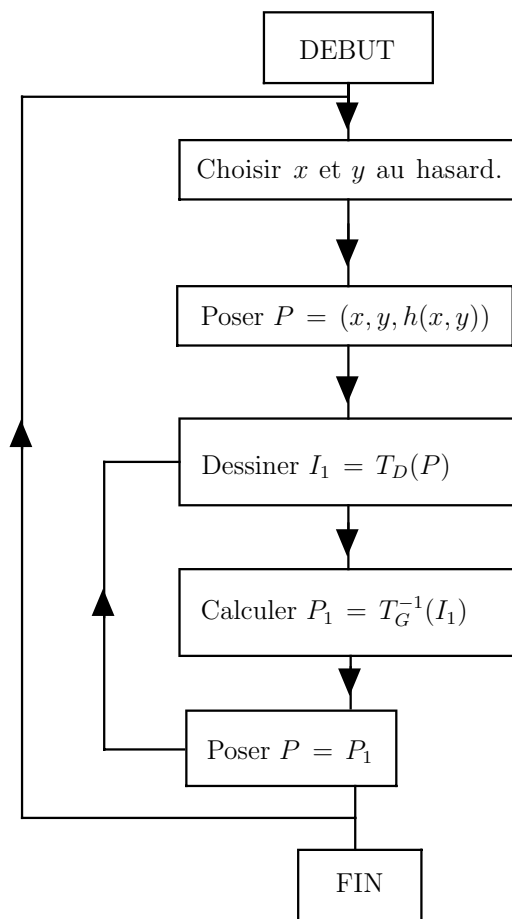 DEBUT
Choisir x et y au hasard.
Poser P = (x, y, h(x, y))
Dessiner I₁ = T_D(P)
Calculer P₁ = T_G⁻¹(I₁)
Poser P = P₁
FIN